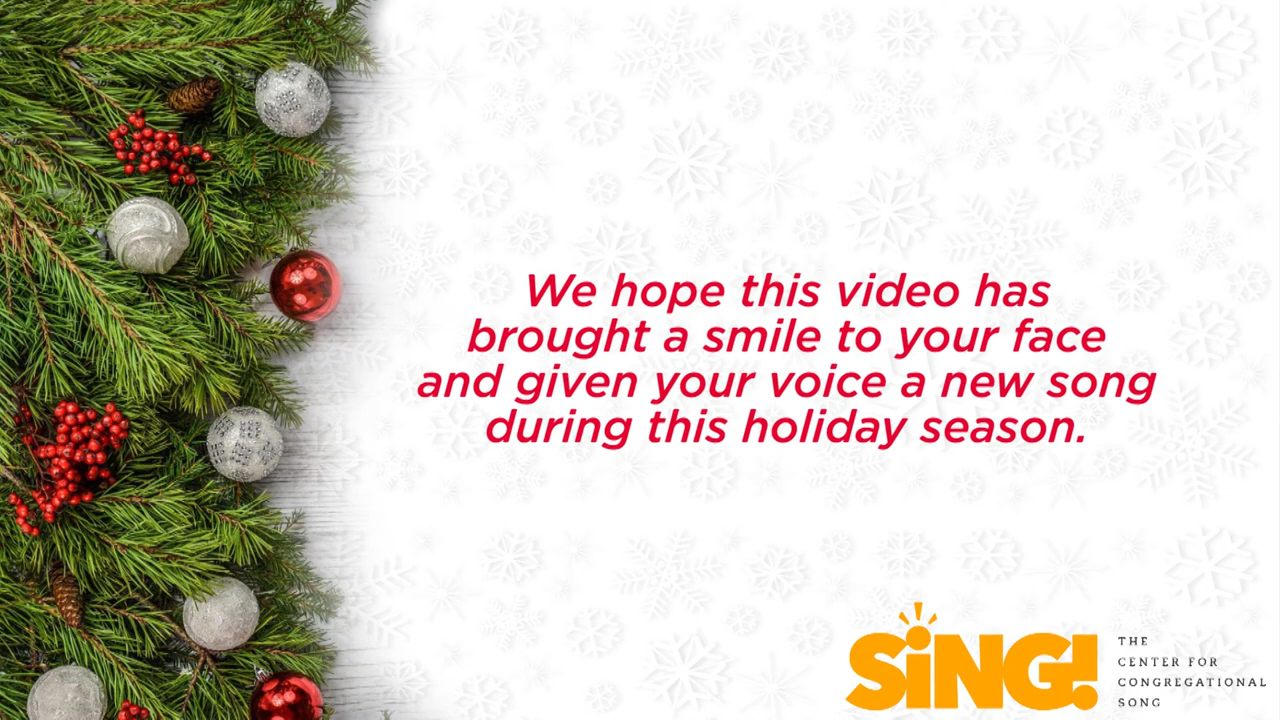 We hope this video has
brought a smile to your face
and given your voice a new song
during this holiday season.
SiNG!
THE
CENTER FOR
CONGREGATIONAL
SONG